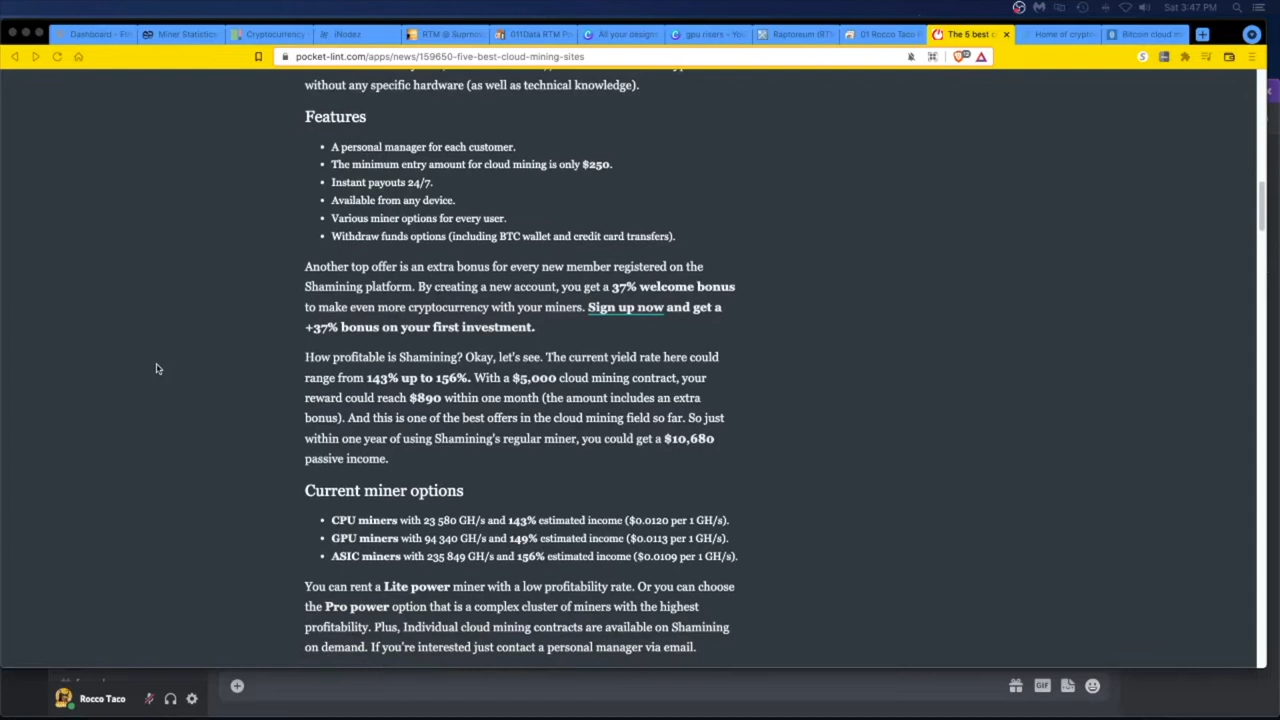 Sat 3:47 PM
Dashboard - Eth
Miner Statistics
Cryptocurrency
iNodez
RTM @ Suprnova
011Data RTM Po
All your designs
gpu risers - You
Raptoreum (RT
01 Rocco Taco R
The 5 best c
Home of crypto
Bitcoin cloud mi
pocket-lint.com/apps/news/159650-five-best-cloud-mining-sites
without any specific hardware (as well as technical knowledge).
Features
• A personal manager for each customer.
• The minimum entry amount for cloud mining is only $250.
• Instant payouts 24/7.
• Available from any device.
• Various miner options for every user.
• Withdraw funds options (including BTC wallet and credit card transfers).
Another top offer is an extra bonus for every new member registered on the
Shamining platform. By creating a new account, you get a 37% welcome bonus
to make even more cryptocurrency with your miners. Sign up now and get a
+37% bonus on your first investment.
How profitable is Shamining? Okay, let's see. The current yield rate here could
range from 143% up to 156%. With a $5,000 cloud mining contract, your
reward could reach $890 within one month (the amount includes an extra
bonus). And this is one of the best offers in the cloud mining field so far. So just
within one year of using Shamining's regular miner, you could get a $10,680
passive income.
Current miner options
• CPU miners with 23 580 GH/s and 143% estimated income ($0.0120 per 1 GH/s).
• GPU miners with 94 340 GH/s and 149% estimated income ($0.0113 per 1 GH/s).
• ASIC miners with 235 849 GH/s and 156% estimated income ($0.0109 per 1 GH/s).
You can rent a Lite power miner with a low profitability rate. Or you can choose
the Pro power option that is a complex cluster of miners with the highest
profitability. Plus, Individual cloud mining contracts are available on Shamining
on demand. If you're interested just contact a personal manager via email.
Rocco Taco
GIF